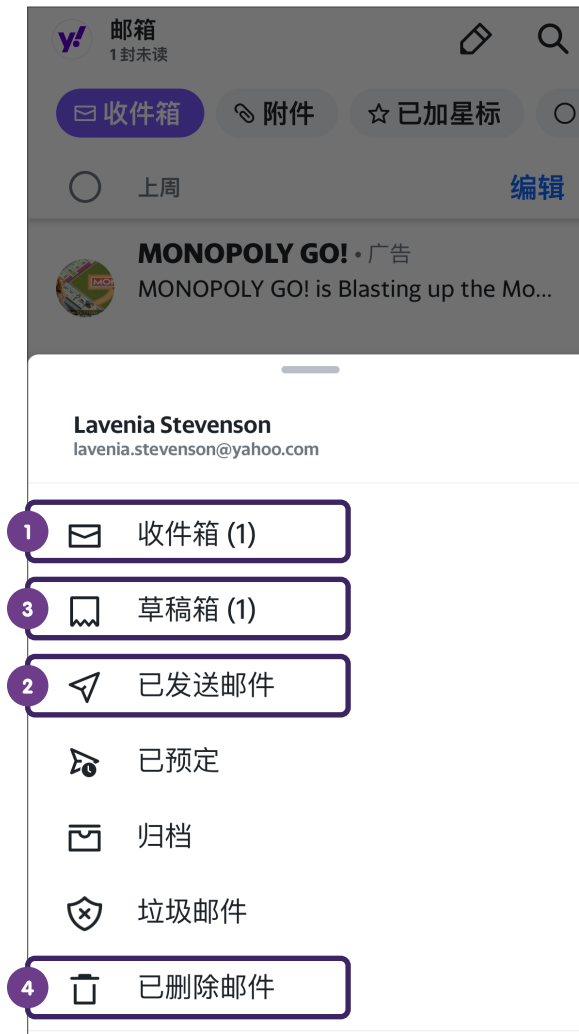 y! 邮箱
1封未读
收件箱 附件 已加星标
上周 编辑
MONOPOLY GO! • 广告
MONOPOLY GO! is Blasting up the Mo...
Lavenia Stevenson
lavenia.stevenson@yahoo.com
1 收件箱 (1)
3 草稿箱 (1)
2 已发送邮件
已预定
归档
垃圾邮件
4 已删除邮件